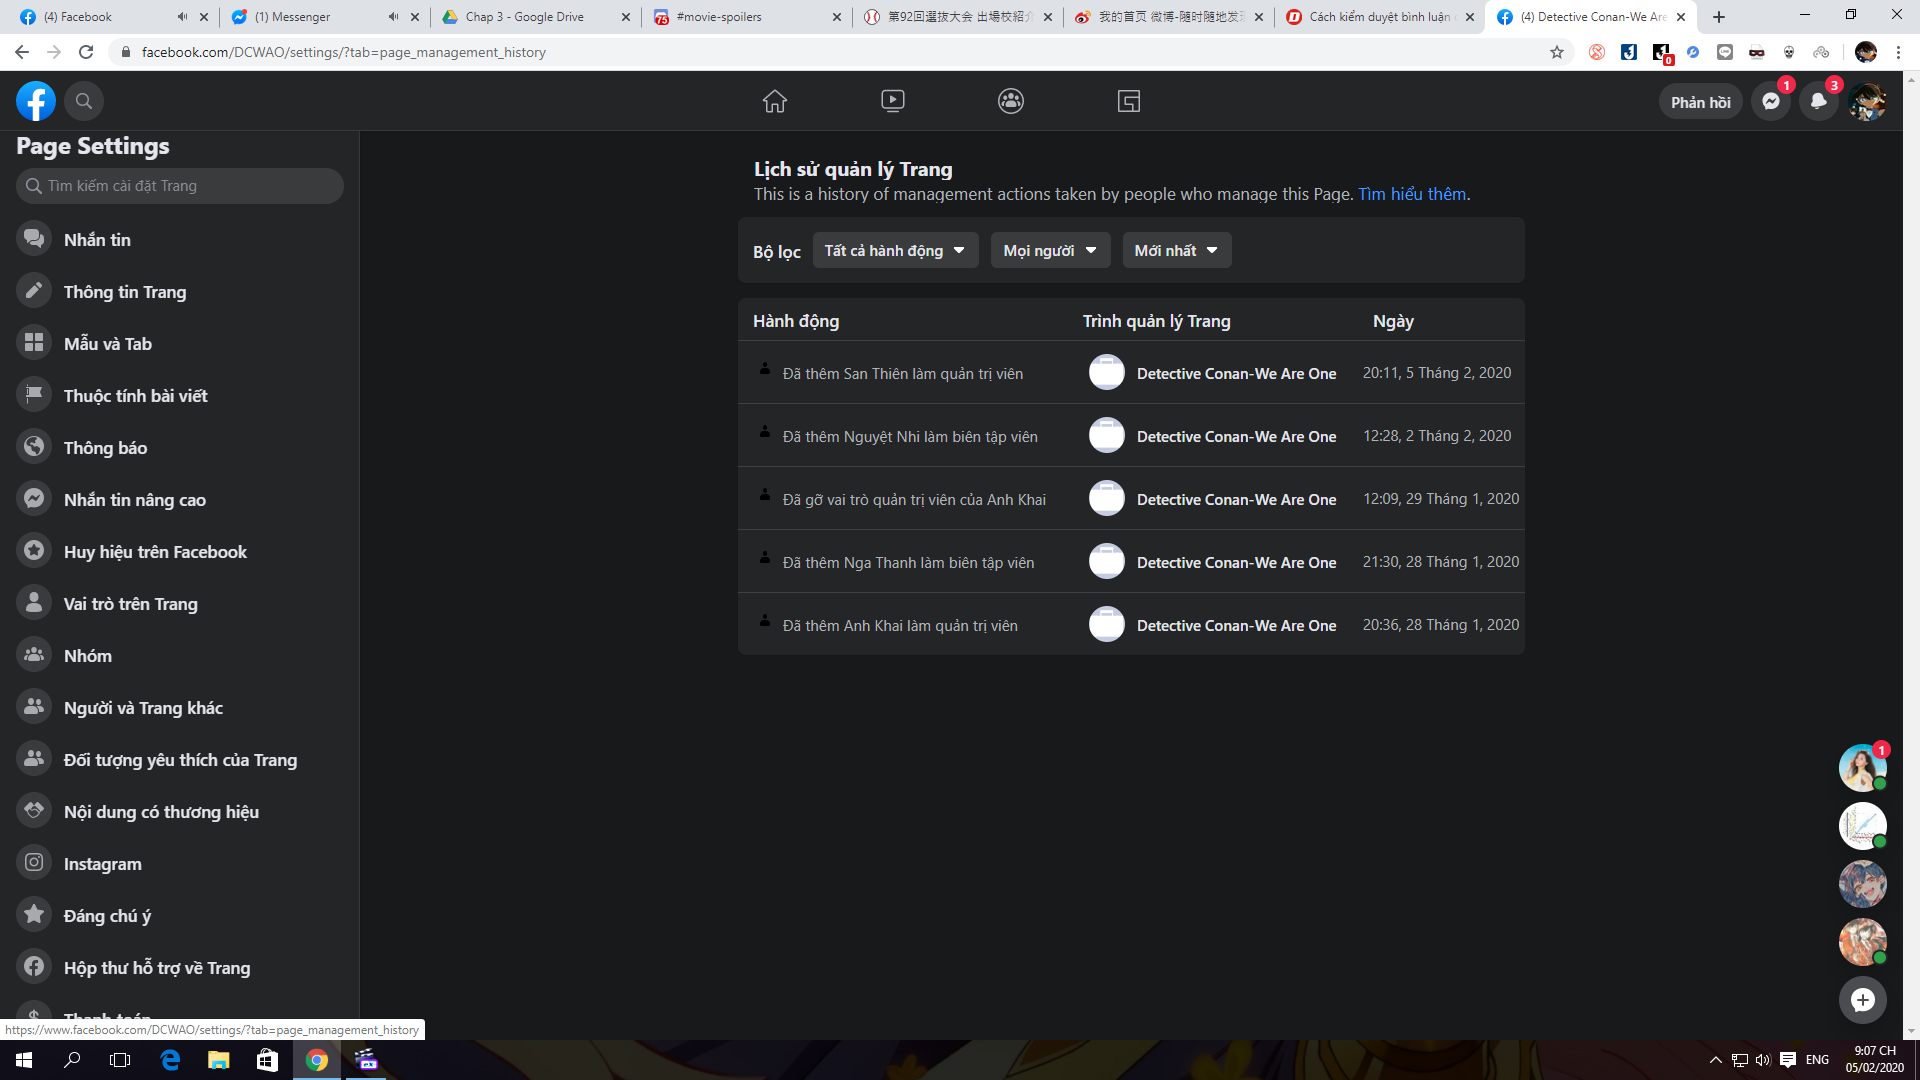 (4) Facebook
(1) Messenger
Chap 3 - Google Drive
#movie-spoilers
第92回選抜大会 出場校紹介
我的首页 微博-随时随地发现
Cách kiểm duyệt bình luận
(4) Detective Conan-We Are
facebook.com/DCWAO/settings/?tab=page_management_history
0
Phản hồi
1
3
Page Settings
Tìm kiếm cài đặt Trang
Nhắn tin
Thông tin Trang
Mẫu và Tab
Thuộc tính bài viết
Thông báo
Nhắn tin nâng cao
Huy hiệu trên Facebook
Vai trò trên Trang
Nhóm
Người và Trang khác
Đối tượng yêu thích của Trang
Nội dung có thương hiệu
Instagram
Đáng chú ý
Hộp thư hỗ trợ về Trang
Thanh toán
https://www.facebook.com/DCWAO/settings/?tab=page_management_history
Lịch sử quản lý Trang
This is a history of management actions taken by people who manage this Page. Tìm hiểu thêm.
Bộ lọc Tất cả hành động Mọi người Mới nhất
Hành động Trình quản lý Trang Ngày
Đã thêm San Thiên làm quản trị viên Detective Conan-We Are One 20:11, 5 Tháng 2, 2020
Đã thêm Nguyệt Nhi làm biên tập viên Detective Conan-We Are One 12:28, 2 Tháng 2, 2020
Đã gỡ vai trò quản trị viên của Anh Khai Detective Conan-We Are One 12:09, 29 Tháng 1, 2020
Đã thêm Nga Thanh làm biên tập viên Detective Conan-We Are One 21:30, 28 Tháng 1, 2020
Đã thêm Anh Khai làm quản trị viên Detective Conan-We Are One 20:36, 28 Tháng 1, 2020
1
ENG
9:07 CH
05/02/2020